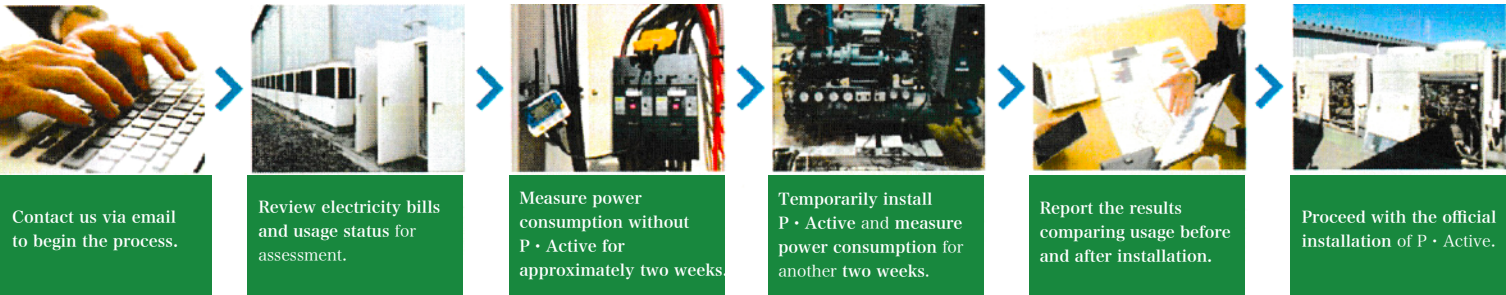 Contact us via email
to begin the process.
Review electricity bills
and usage status for
assessment.
Measure power
consumption without
P・Active for
approximately two weeks.
Temporarily install
P・Active and measure
power consumption for
another two weeks.
Report the results
comparing usage before
and after installation.
Proceed with the official
installation of P・Active.